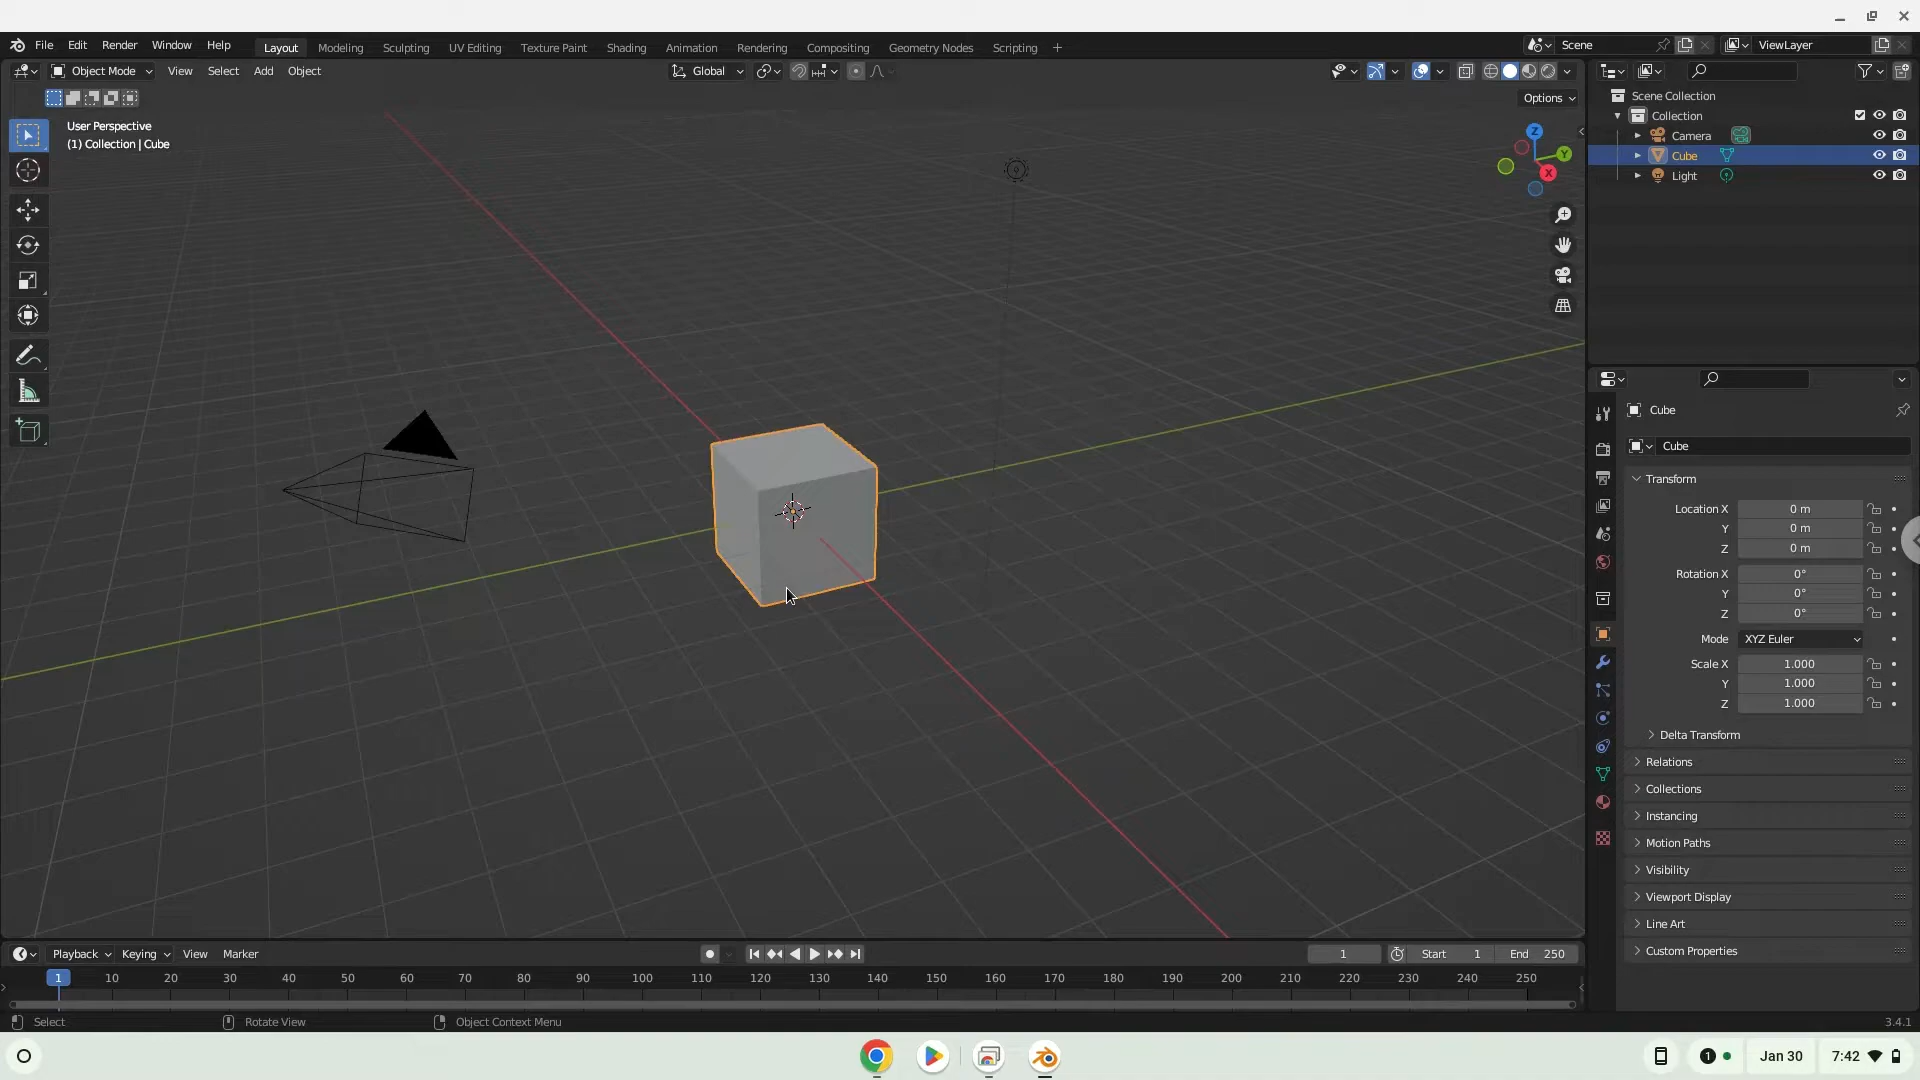 File Edit Render Window Help Layout Modeling Sculpting UV Editing Texture Paint Shading Animation Rendering Compositing Geometry Nodes Scripting + Scene ViewLayer
Object Mode View Select Add Object Global
Options
User Perspective
(1) Collection | Cube
Z
Y
X
Scene Collection
Collection
Camera
Cube
Light
Cube
Cube
Transform
Location X 0 m
Y 0 m
Z 0 m
Rotation X 0°
Y 0°
Z 0°
Mode XYZ Euler
Scale X 1.000
Y 1.000
Z 1.000
Delta Transform
Relations
Collections
Instancing
Motion Paths
Visibility
Viewport Display
Line Art
Custom Properties
Playback Keying View Marker 1 Start 1 End 250
1 10 20 30 40 50 60 70 80 90 100 110 120 130 140 150 160 170 180 190 200 210 220 230 240 250
Select Rotate View Object Context Menu 3.4.1
1 Jan 30 7:42